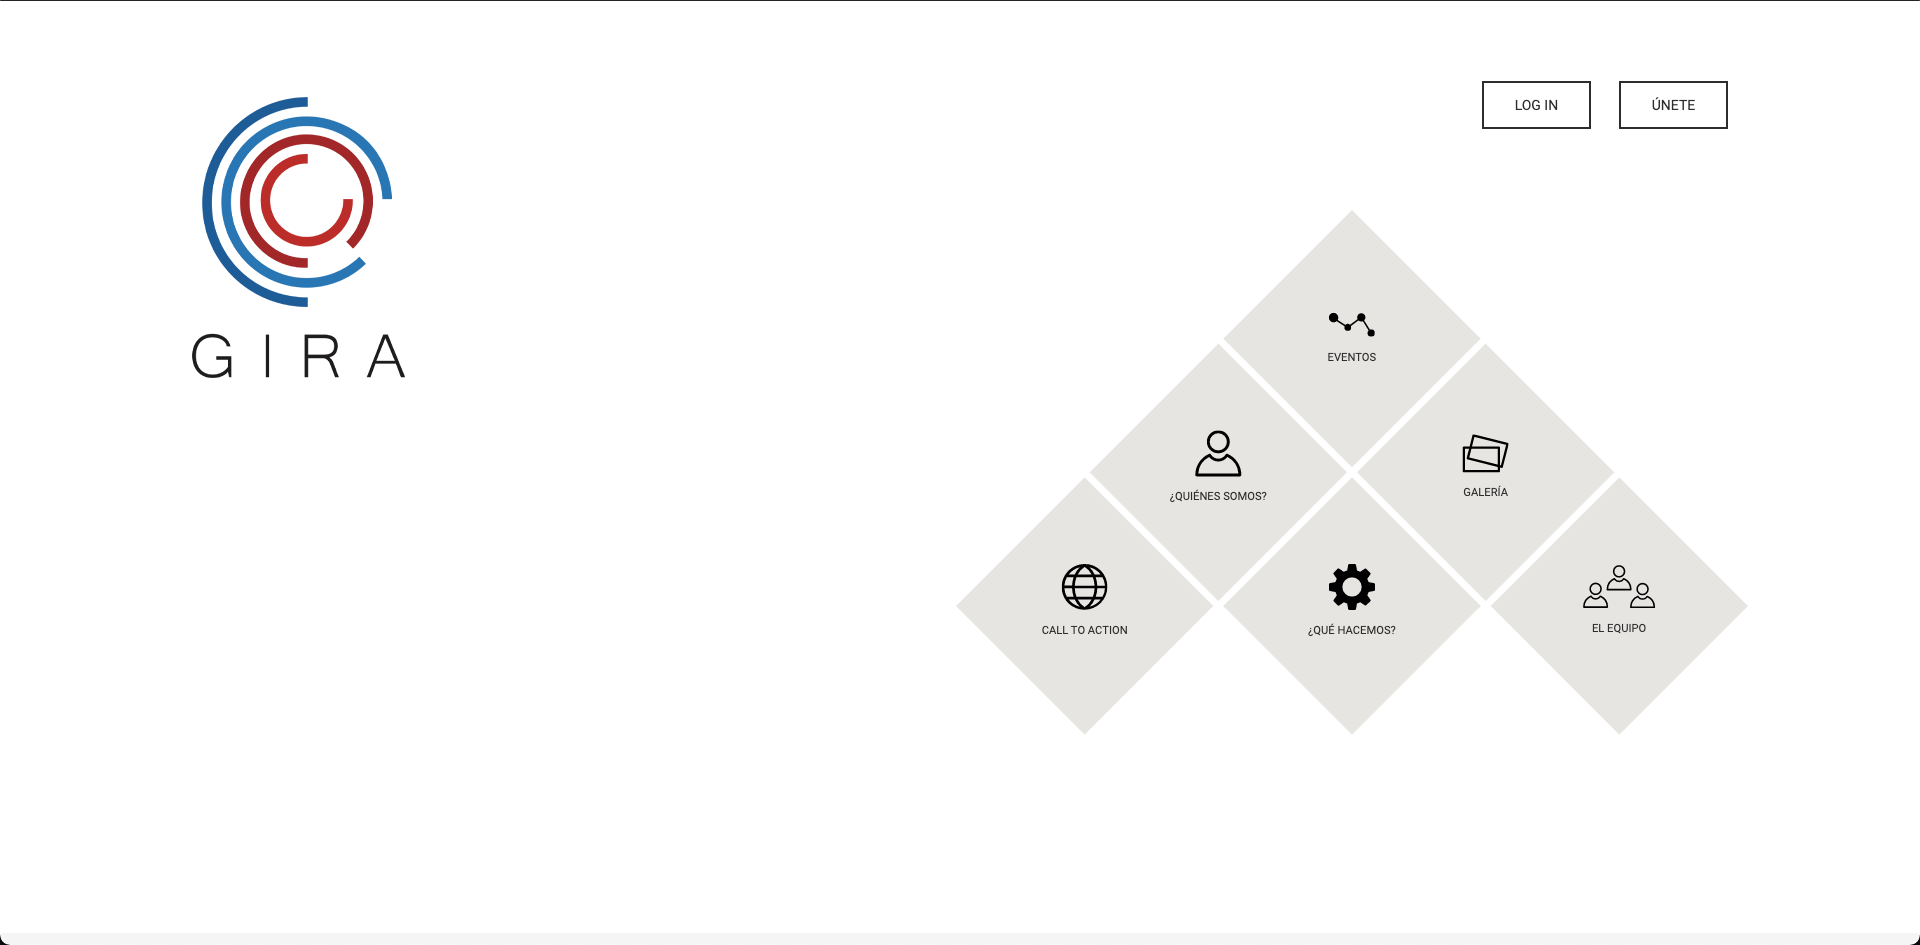 LOG IN
ÚNETE
GIRA
EVENTOS
¿QUIÉNES SOMOS?
GALERÍA
CALL TO ACTION
¿QUÉ HACEMOS?
EL EQUIPO